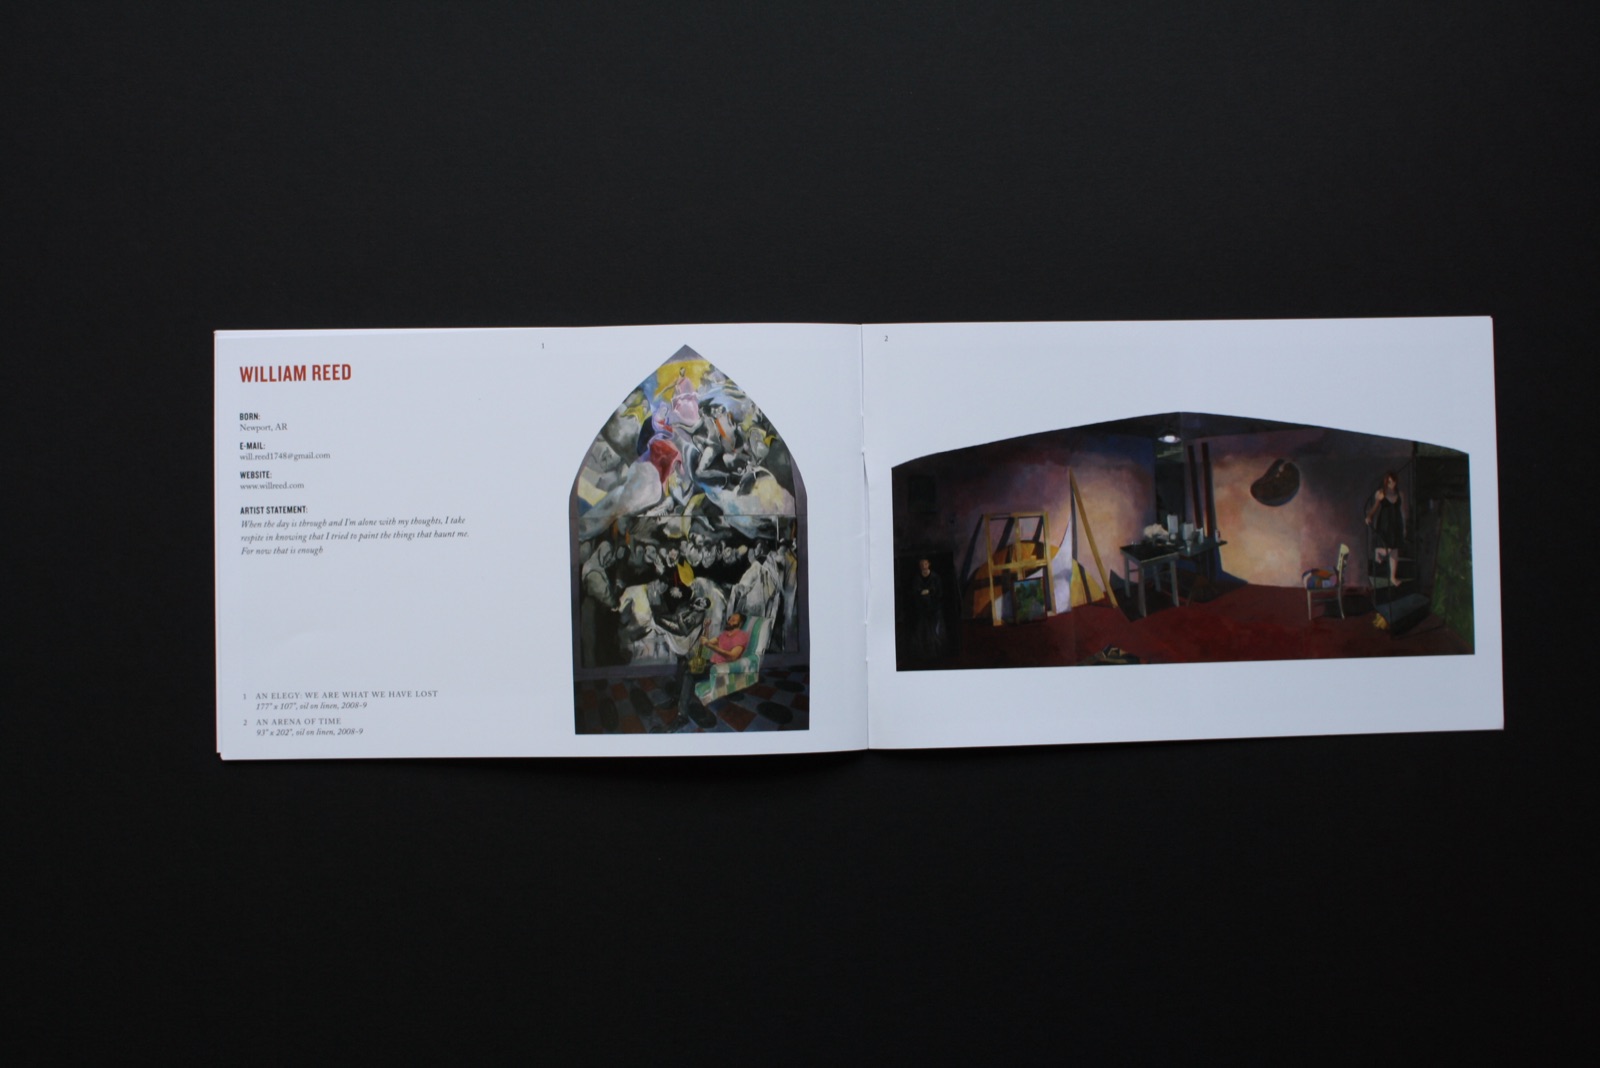 WILLIAM REED
BORN:
Newport, AR
E-MAIL:
will.reed1748@gmail.com
WEBSITE:
www.willreed.com
ARTIST STATEMENT:
When the day is through and I'm alone with my thoughts, I take
respite in knowing that I tried to paint the things that haunt me.
For now that is enough
1 AN ELEGY: WE ARE WHAT WE HAVE LOST
177" x 107", oil on linen, 2008-9
2 AN ARENA OF TIME
93" x 202", oil on linen, 2008-9
1
2